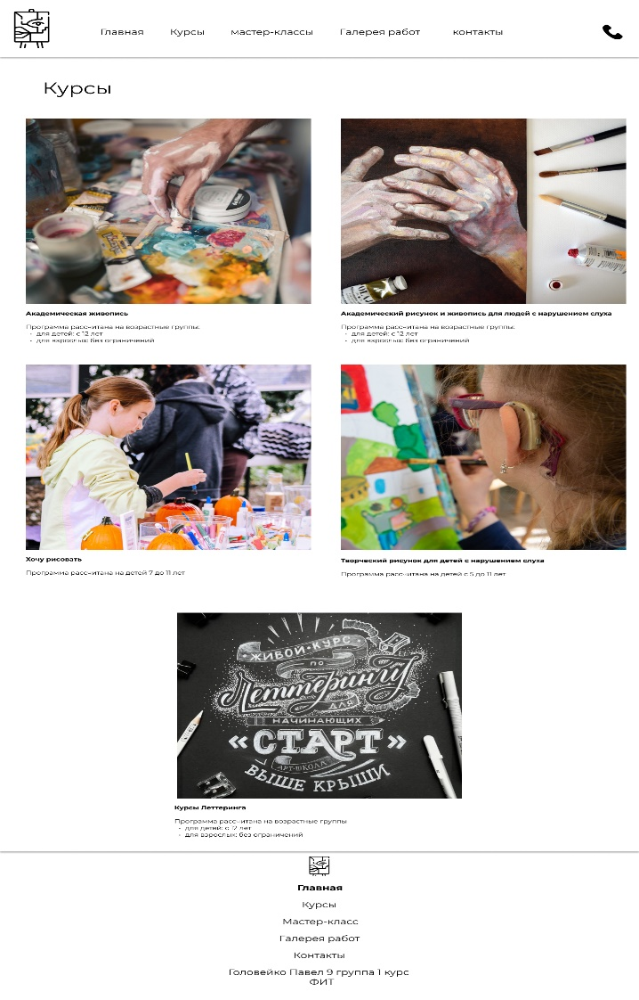 Главная Курсы мастер-классы Галерея работ контакты
Курсы
Академическая живопись
Программа рассчитана на возрастные группы:
- для детей: с 12 лет
- для взрослых: без ограничений
Академический рисунок и живопись для людей с нарушением слуха
Программа рассчитана на возрастные группы:
- для детей: с 12 лет
- для взрослых: без ограничений
Хочу рисовать
Программа рассчитана на детей 7 до 11 лет
Творческий рисунок для детей с нарушением слуха
Программа рассчитана на детей с 5 до 11 лет
ЖИВОЙ•КУРС
ПО
Леттерингу
ДЛЯ
НАЧИНАЮЩИХ
«СТАРТ»
АРТ-ШКОЛА
ВЫШЕ КРЫШИ
Курсы Леттеринга
Программа рассчитана на возрастные группы
- для детей: с 12 лет
- для взрослых: без ограничений
Главная
Курсы
Мастер-класс
Галерея работ
Контакты
Головейко Павел 9 группа 1 курс
ФИТ